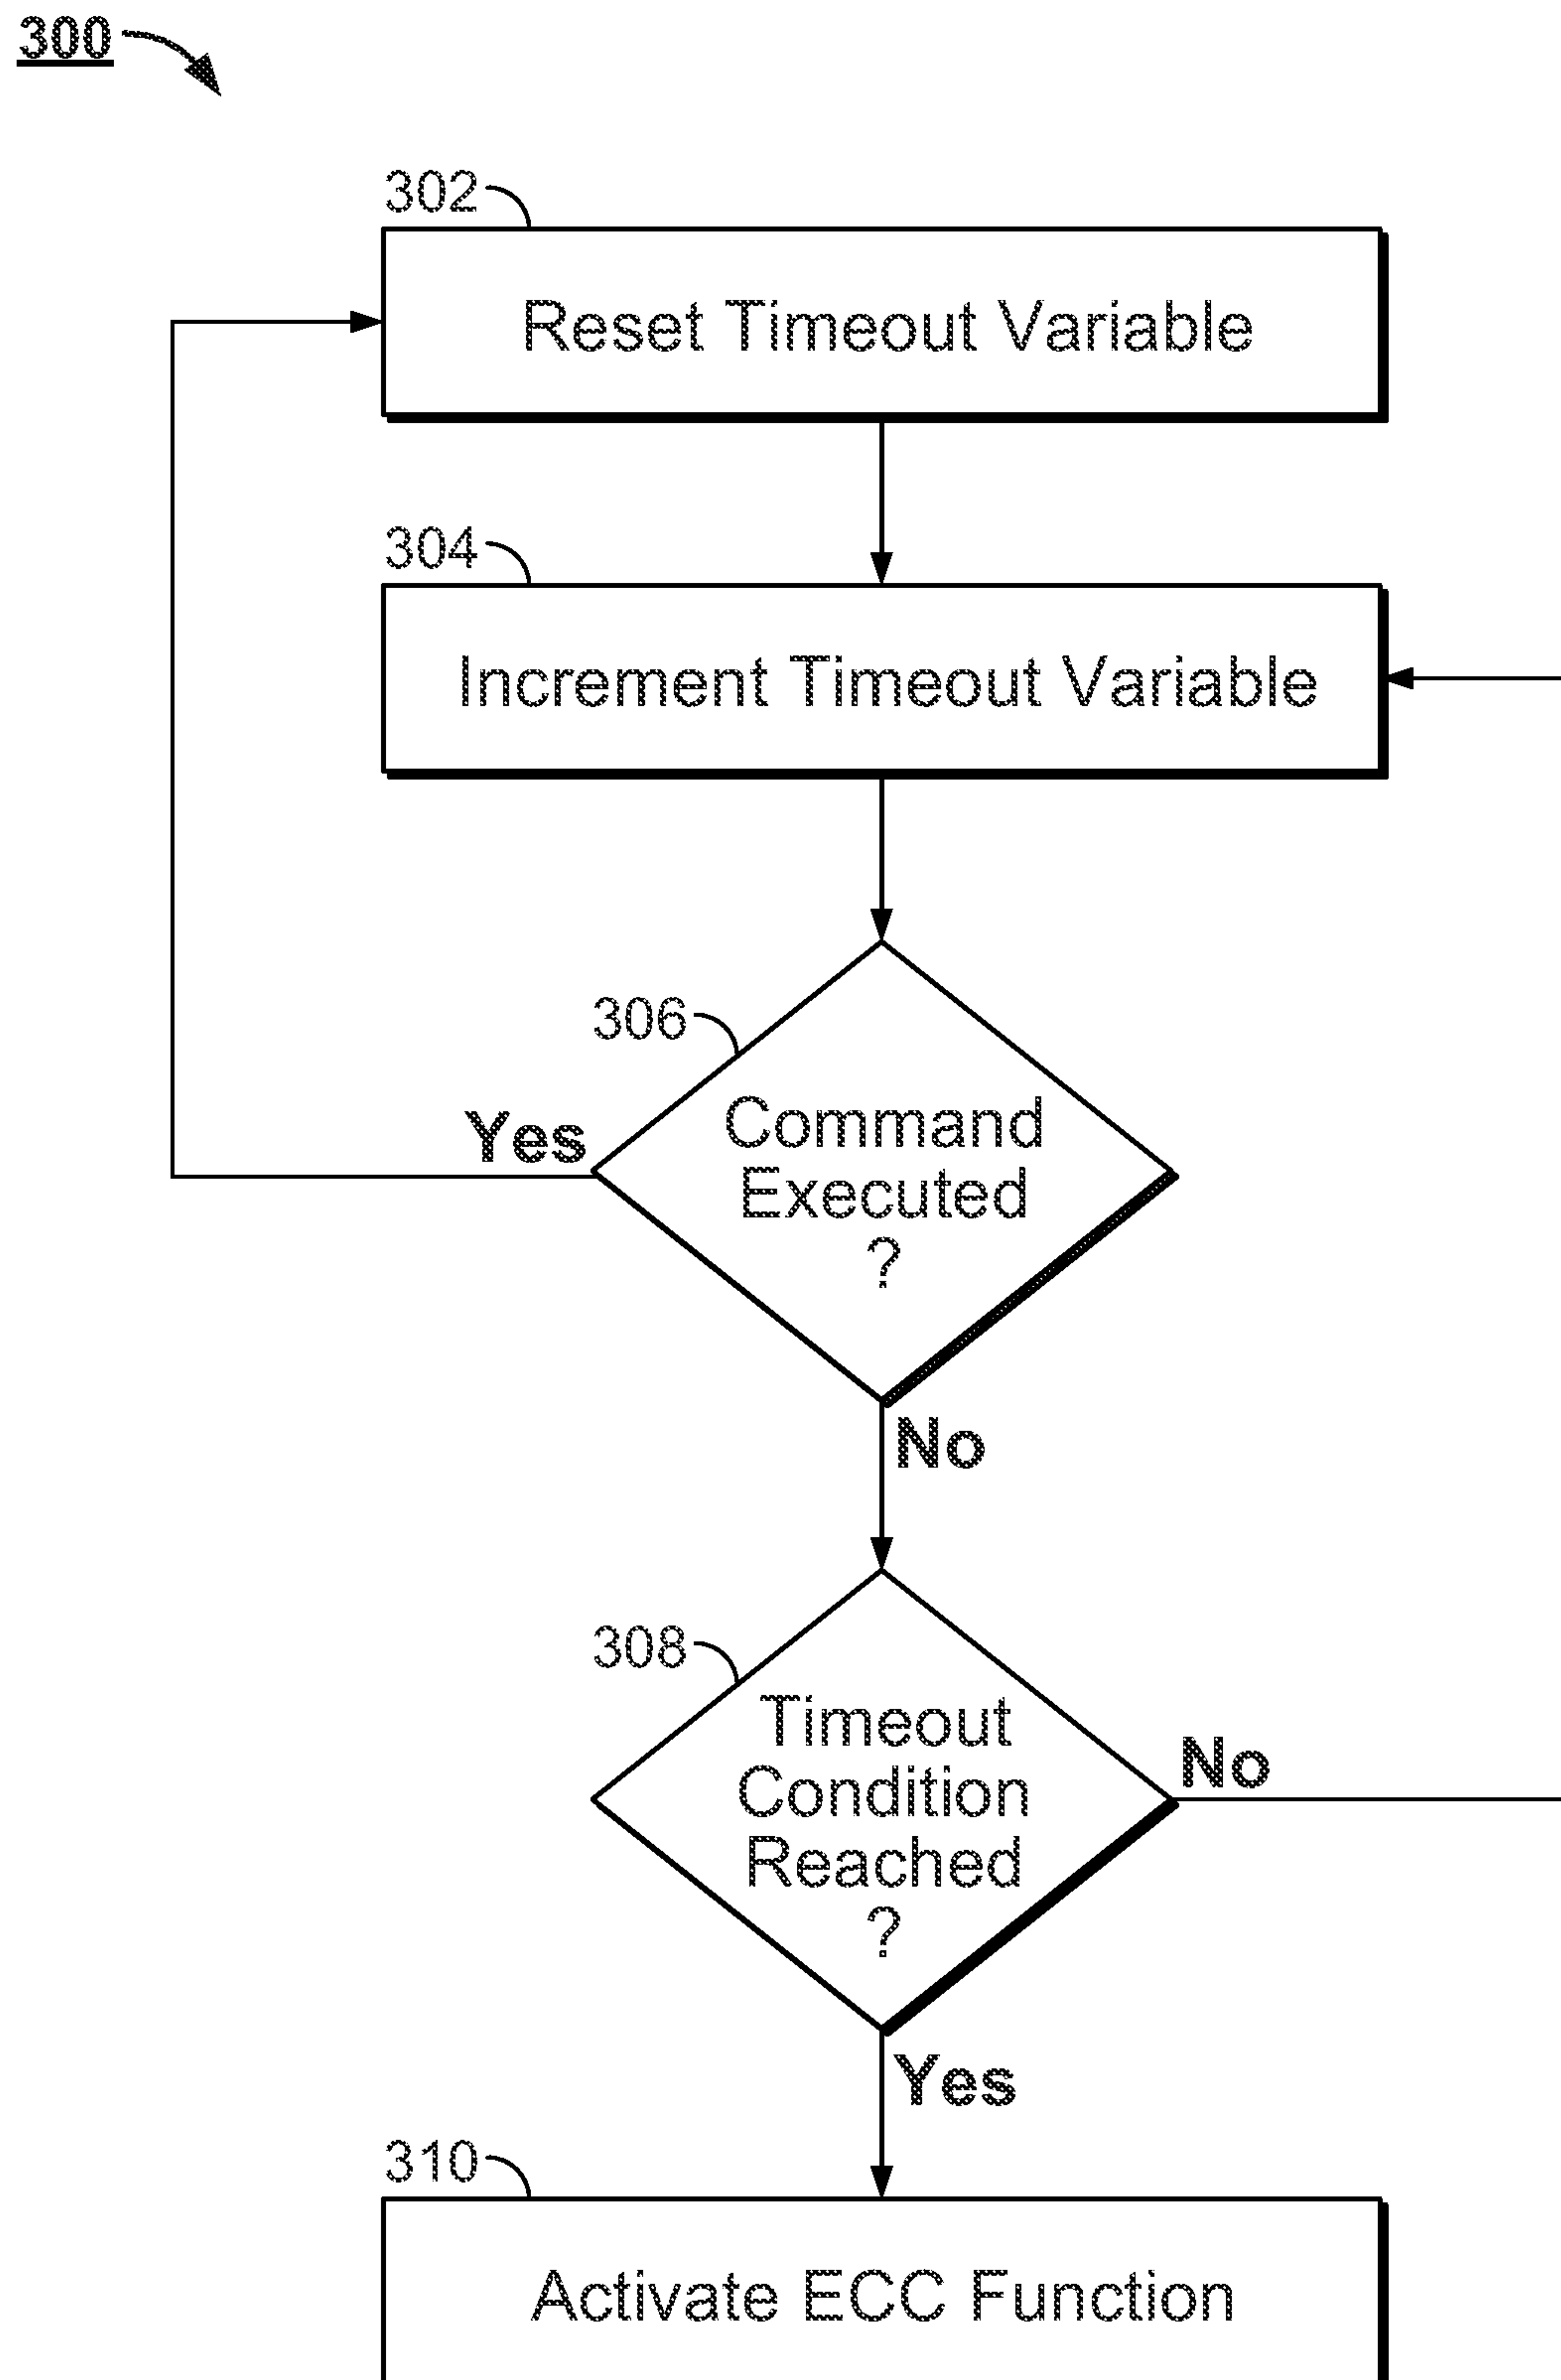 300
302
Reset Timeout Variable
304
Increment Timeout Variable
306
Command
Executed
?
Yes
No
308
Timeout
Condition
Reached
?
No
Yes
310
Activate ECC Function